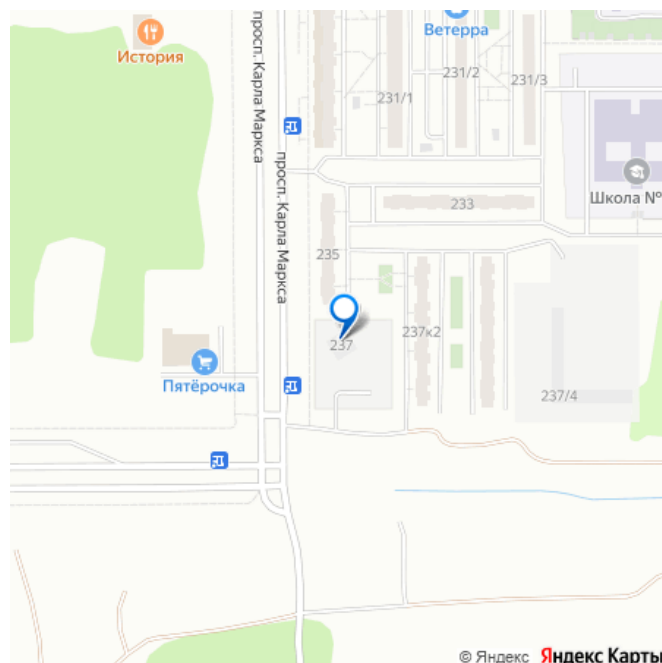 История
просп. Карла Маркса
просп. Карла Маркса
Ветерра
231/2
231/3
231/1
Школа №
233
235
237
237к2
Пятёрочка
237/4
© Яндекс Яндекс Карты